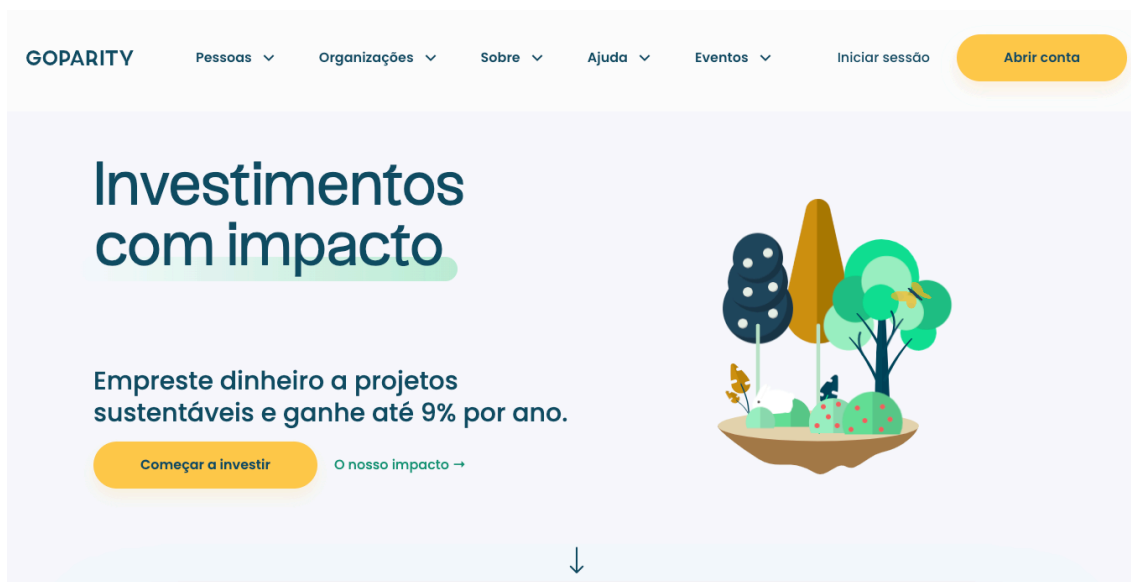 GOPARITY
Pessoas
Organizações
Sobre
Ajuda
Eventos
Iniciar sessão
Abrir conta
Investimentos
com impacto
Empreste dinheiro a projetos
sustentáveis e ganhe até 9% por ano.
Começar a investir
O nosso impacto →